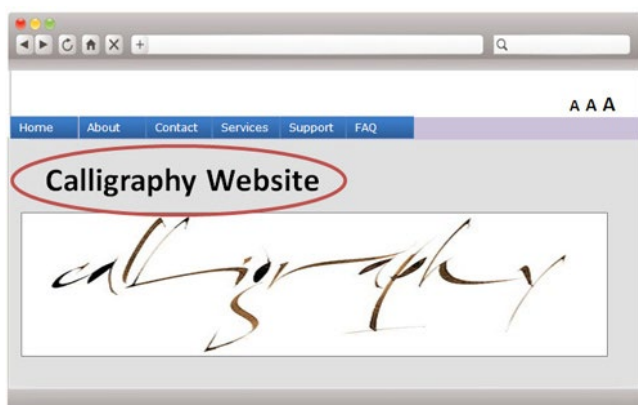 A A A
Home About Contact Services Support FAQ
Calligraphy Website
calligraphy